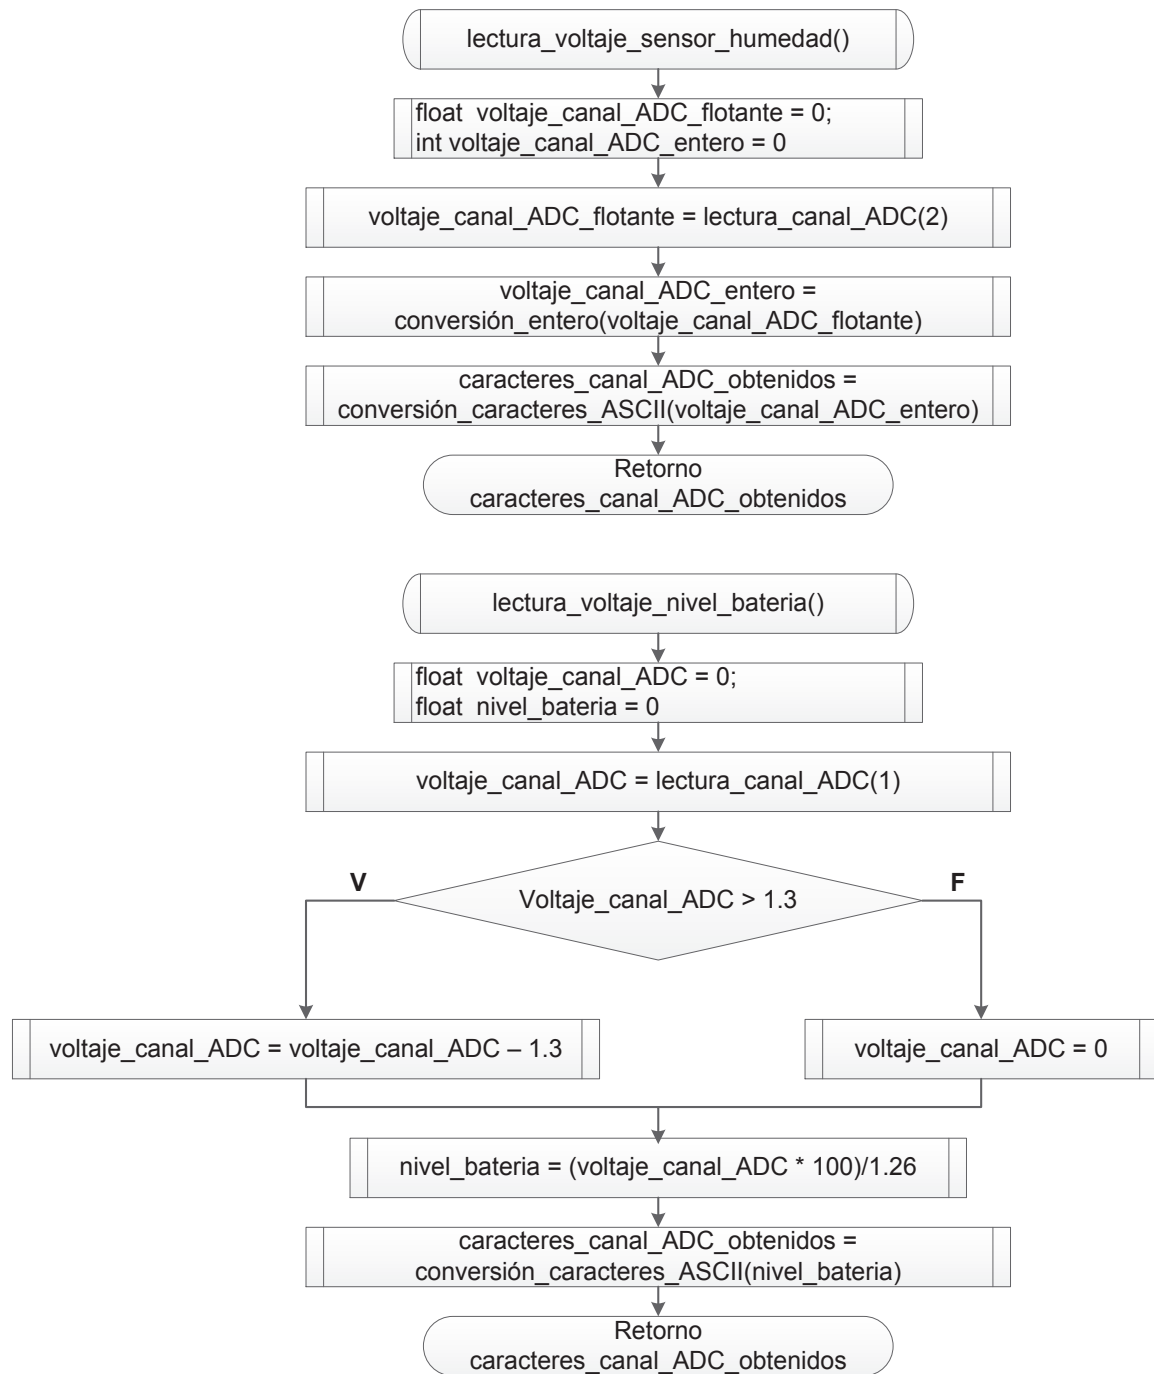 lectura_voltaje_sensor_humedad()
float voltaje_canal_ADC_flotante = 0;
int voltaje_canal_ADC_entero = 0
voltaje_canal_ADC_flotante = lectura_canal_ADC(2)
voltaje_canal_ADC_entero =
conversión_entero(voltaje_canal_ADC_flotante)
caracteres_canal_ADC_obtenidos =
conversión_caracteres_ASCII(voltaje_canal_ADC_entero)
Retorno
caracteres_canal_ADC_obtenidos
lectura_voltaje_nivel_bateria()
float voltaje_canal_ADC = 0;
float nivel_bateria = 0
voltaje_canal_ADC = lectura_canal_ADC(1)
V
F
Voltaje_canal_ADC > 1.3
voltaje_canal_ADC = voltaje_canal_ADC – 1.3
voltaje_canal_ADC = 0
nivel_bateria = (voltaje_canal_ADC * 100)/1.26
caracteres_canal_ADC_obtenidos =
conversión_caracteres_ASCII(nivel_bateria)
Retorno
caracteres_canal_ADC_obtenidos